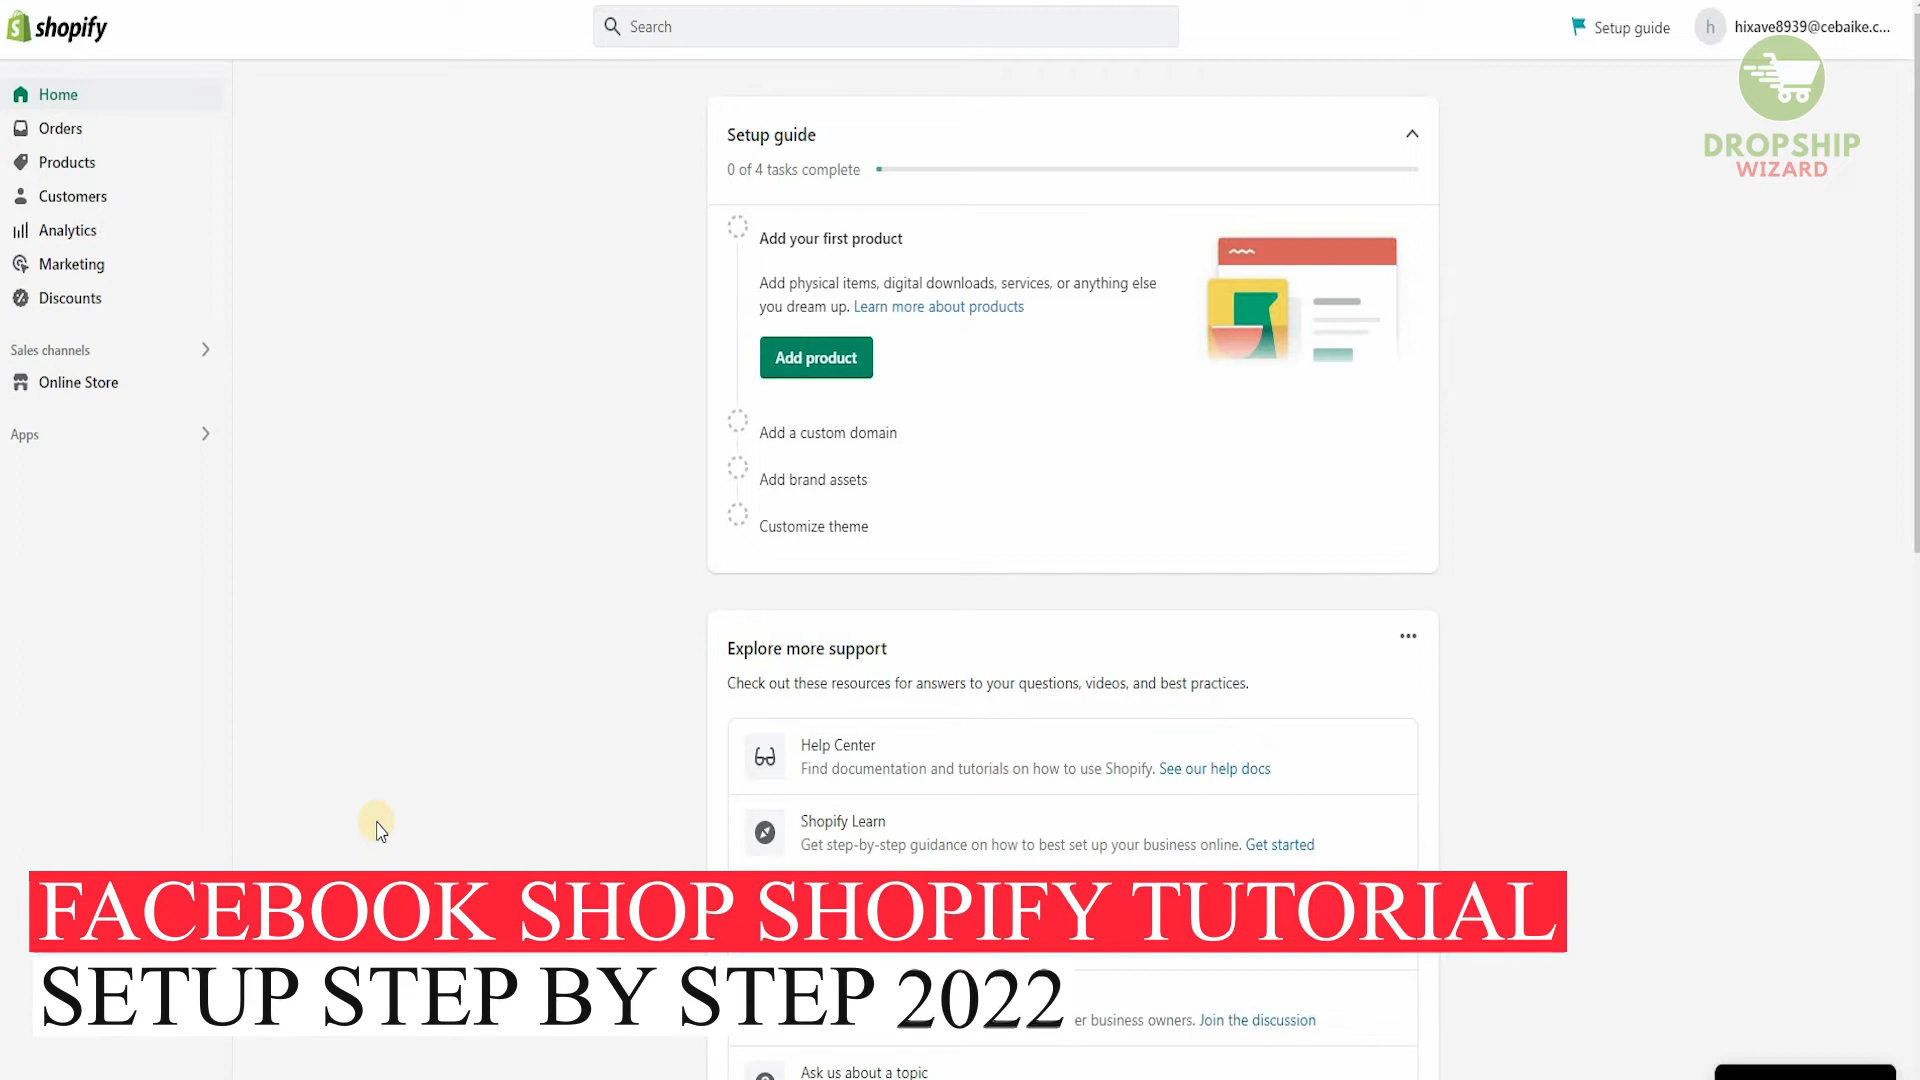 shopify
Search
Setup guide
h
hixave8939@cebaike.c...
DROPSHIP
WIZARD
Home
Orders
Products
Customers
Analytics
Marketing
Discounts
Sales channels
Online Store
Apps
Setup guide
0 of 4 tasks complete
Add your first product
Add physical items, digital downloads, services, or anything else
you dream up. Learn more about products
Add product
Add a custom domain
Add brand assets
Customize theme
Explore more support
Check out these resources for answers to your questions, videos, and best practices.
Help Center
Find documentation and tutorials on how to use Shopify. See our help docs
Shopify Learn
Get step-by-step guidance on how to best set up your business online. Get started
FACEBOOK SHOP SHOPIFY TUTORIAL
SETUP STEP BY STEP 2022
er business owners. Join the discussion
Ask us about a topic